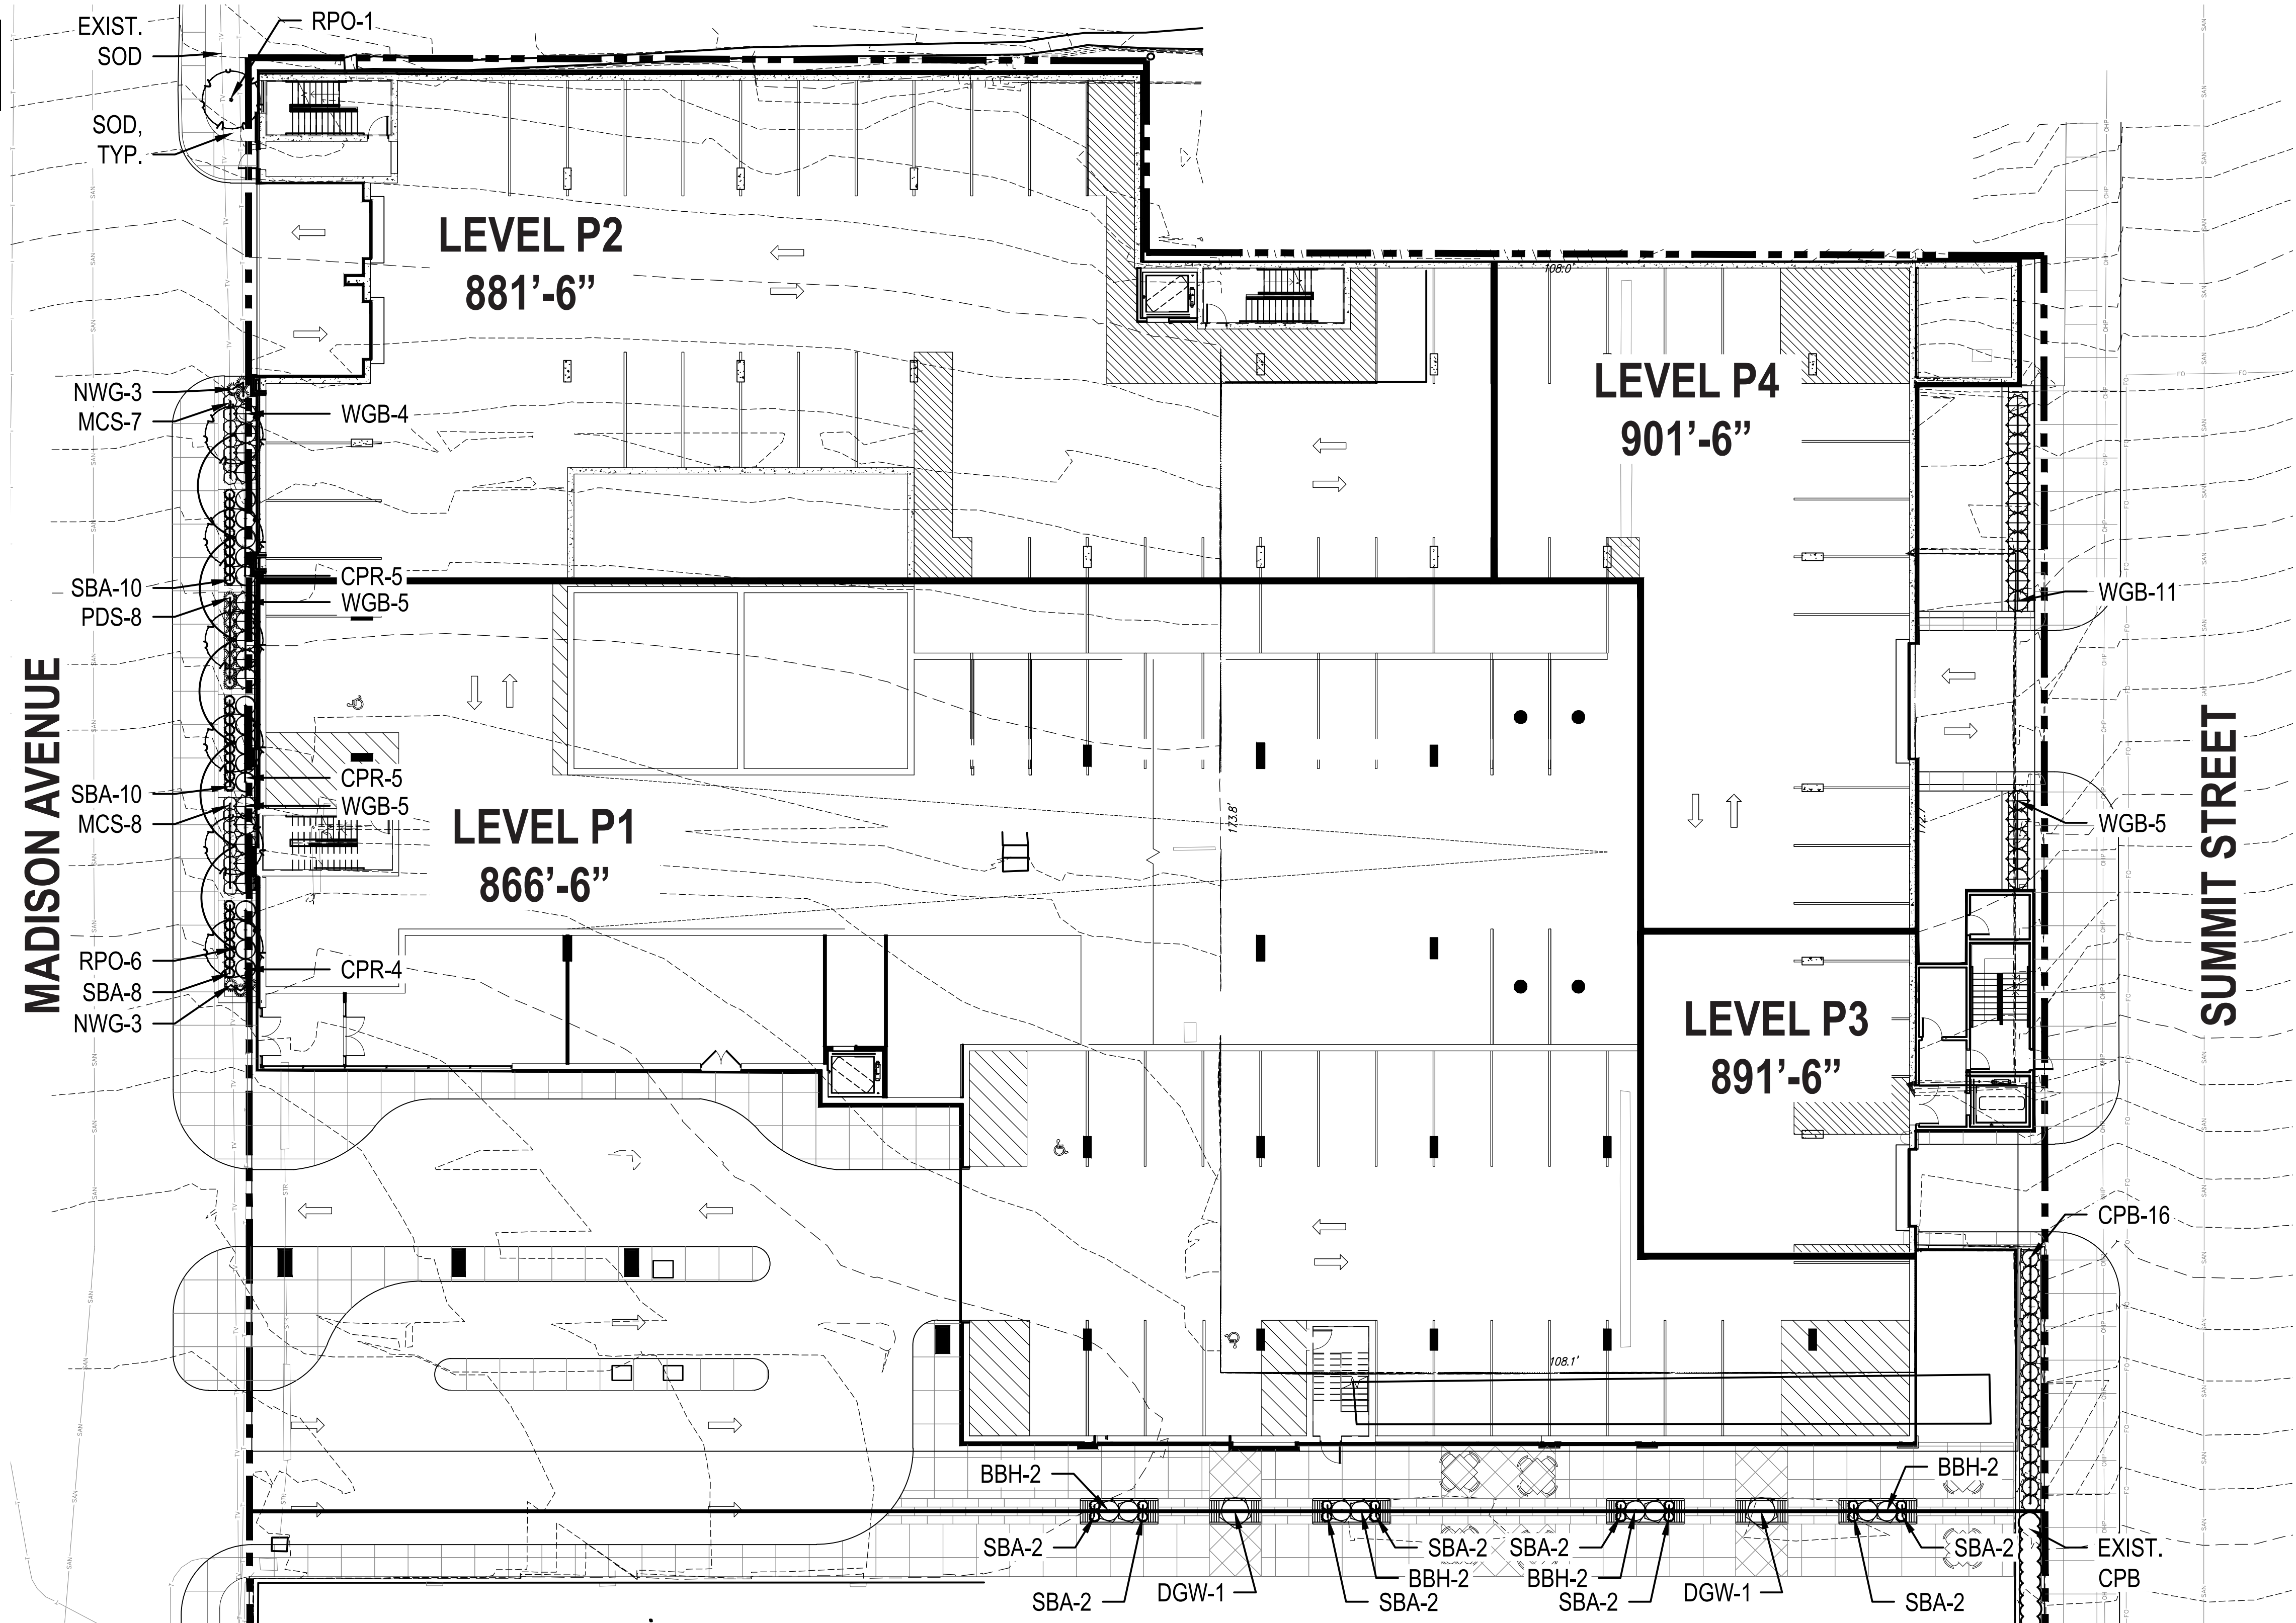 EXIST.
SOD
RPO-1
SOD,
TYP.
LEVEL P2
881’-6”
108.0'
LEVEL P4
901’-6”
NWG-3
MCS-7
WGB-4
SBA-10
PDS-8
CPR-5
WGB-5
WGB-11
MADISON AVENUE
SBA-10
MCS-8
CPR-5
WGB-5
LEVEL P1
866’-6”
173.8'
WGB-5
SUMMIT STREET
RPO-6
SBA-8
NWG-3
CPR-4
LEVEL P3
891’-6”
CPB-16
108.1'
BBH-2
BBH-2
SBA-2
SBA-2
SBA-2
SBA-2
EXIST.
CPB
BBH-2
BBH-2
SBA-2
DGW-1
SBA-2
SBA-2
DGW-1
SBA-2